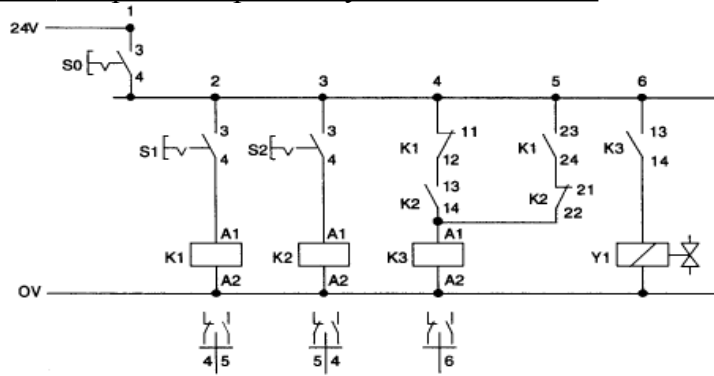 1
24V
3
S0
4
2 3 4 5 6
3 3 11 23 13
S1 S2 K1 K1 K3
4 4 12 24 14
13 21
K2 K2
14 22
A1 A1 A1
K1 K2 K3 Y1
A2 A2 A2
0V
4 5 5 4 6